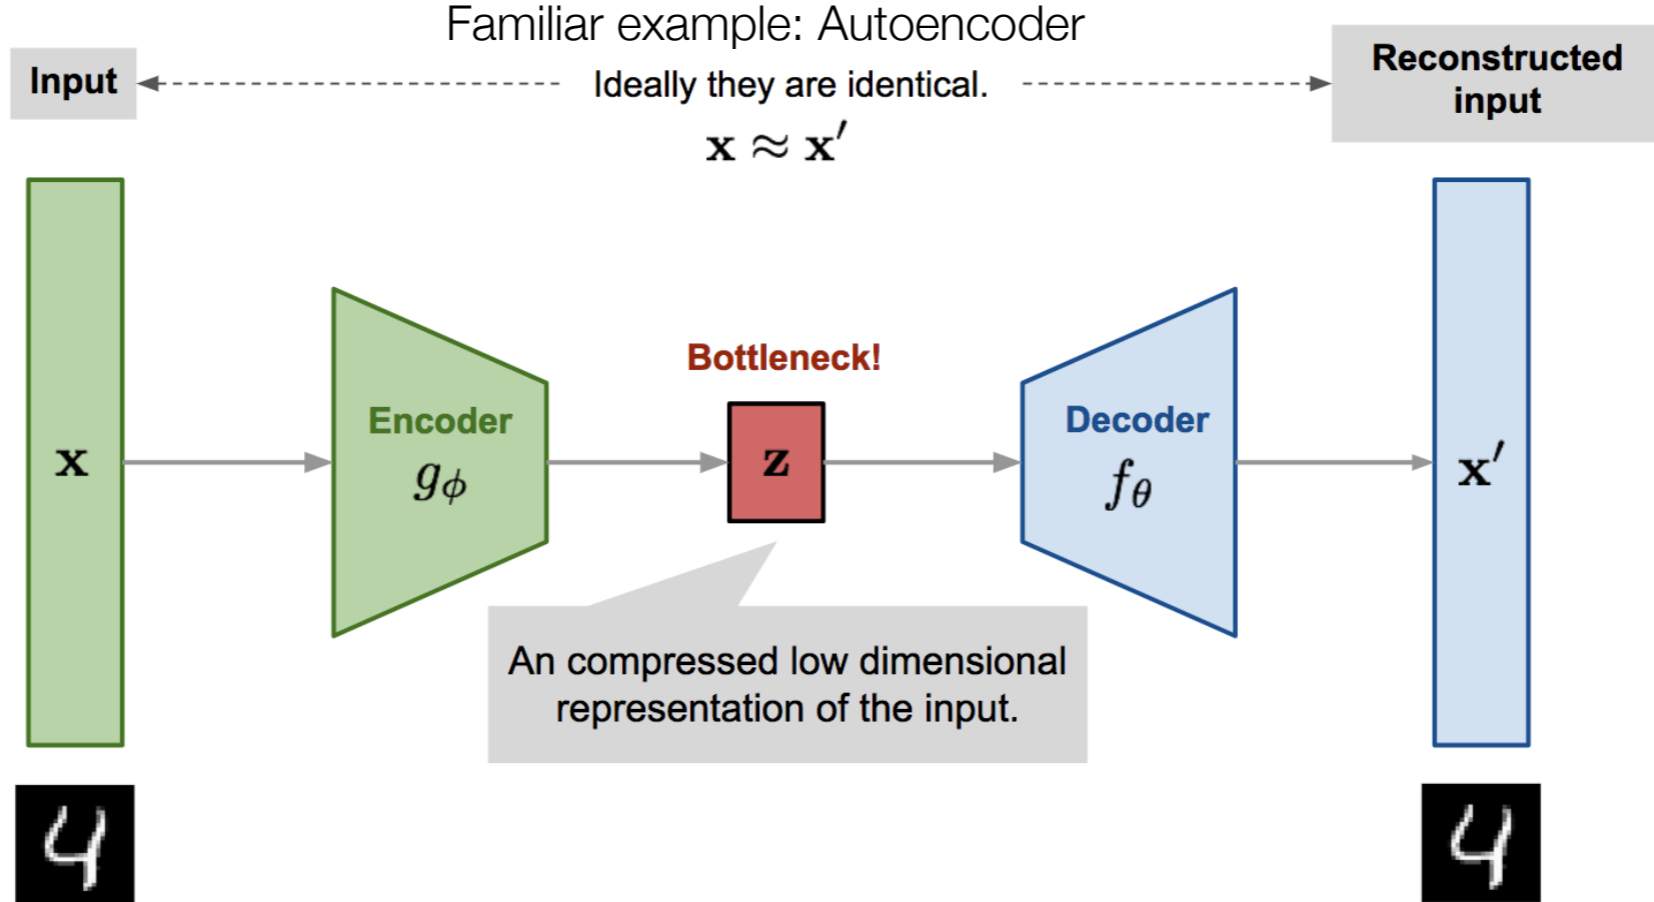 Familiar example: Autoencoder
Input
Ideally they are identical.
x ≈ x′
Reconstructed
input
x
Encoder
gϕ
Bottleneck!
z
Decoder
fθ
x′
An compressed low dimensional
representation of the input.
4
4